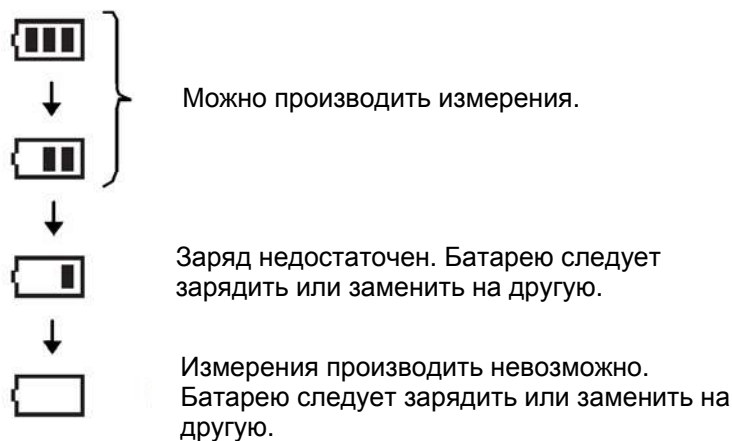 Можно производить измерения.
Заряд недостаточен. Батарею следует
зарядить или заменить на другую.
Измерения производить невозможно.
Батарею следует зарядить или заменить на
другую.